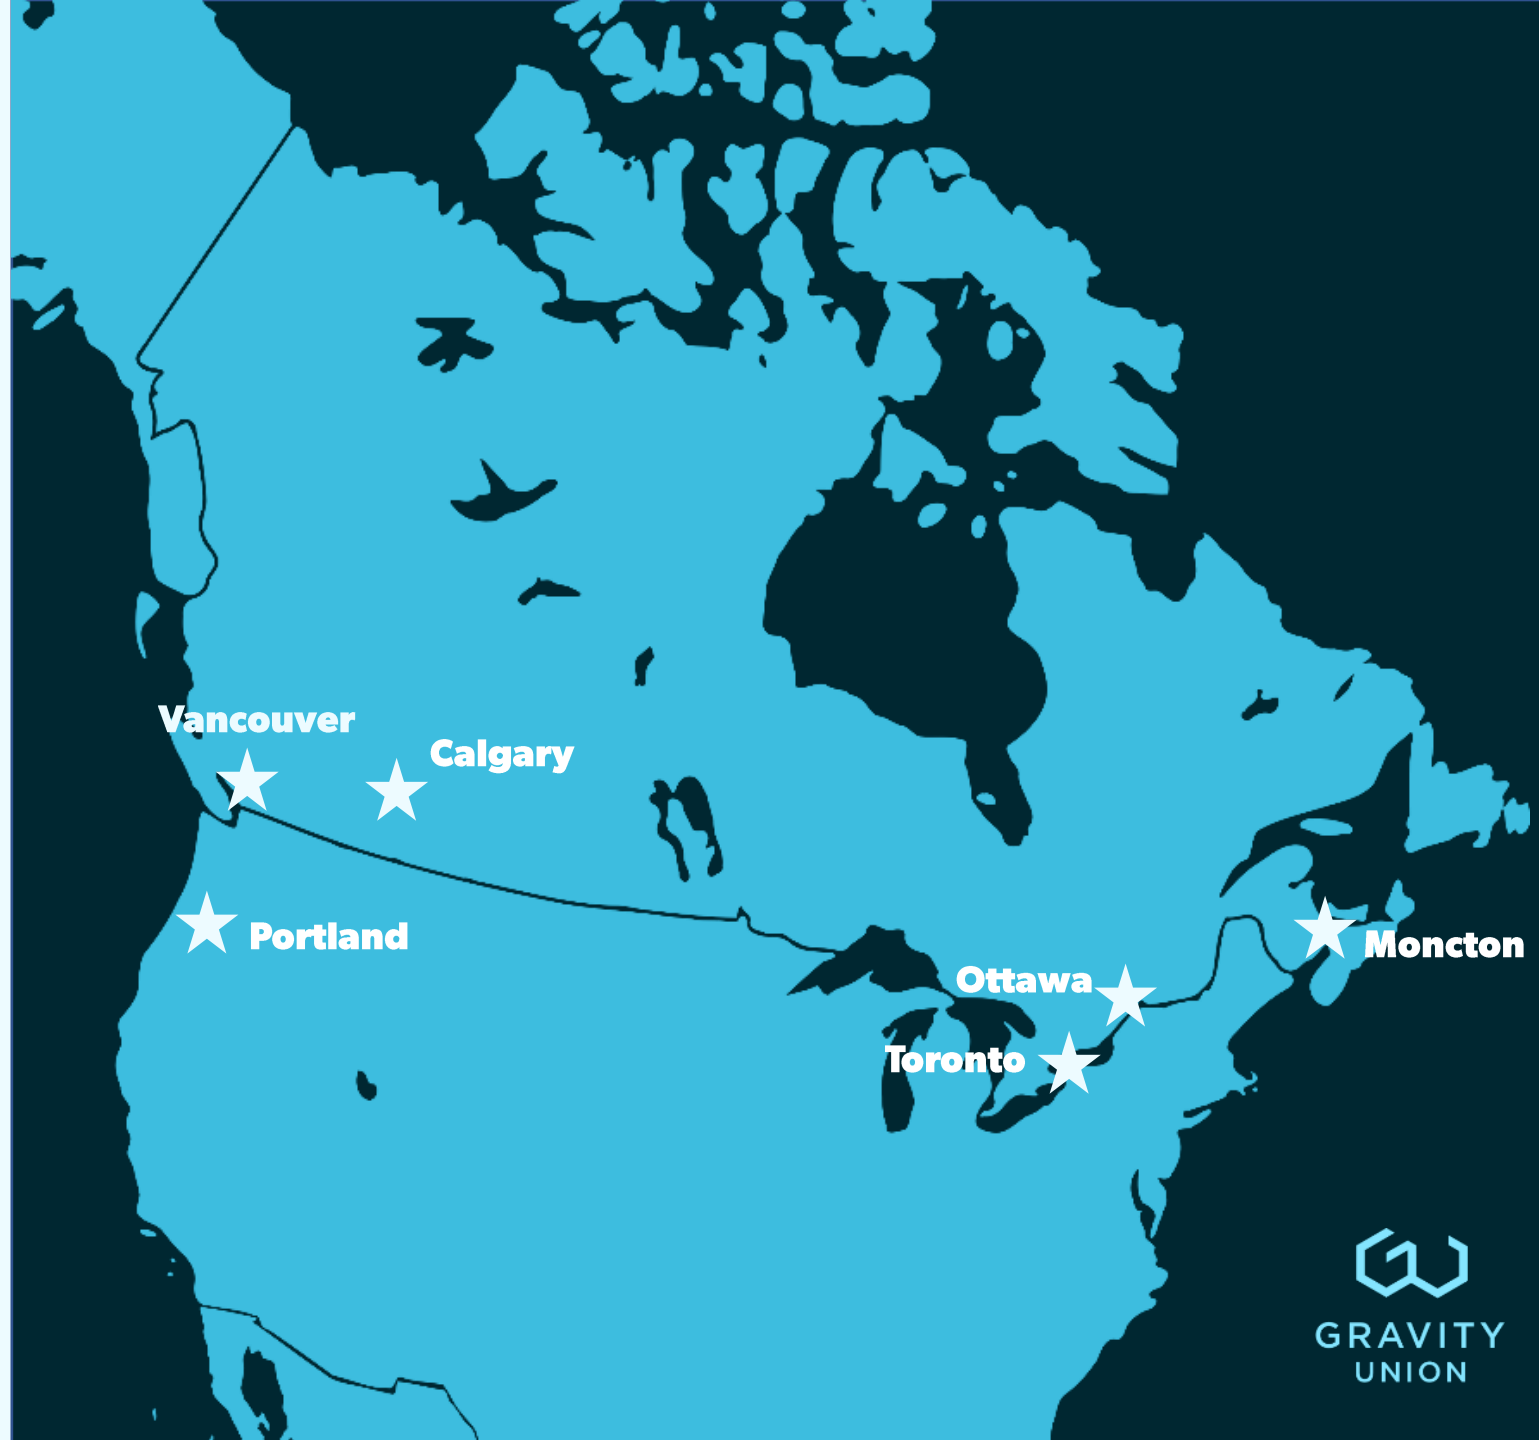 Vancouver
Calgary
Portland
Moncton
Ottawa
Toronto
GRAVITY
UNION